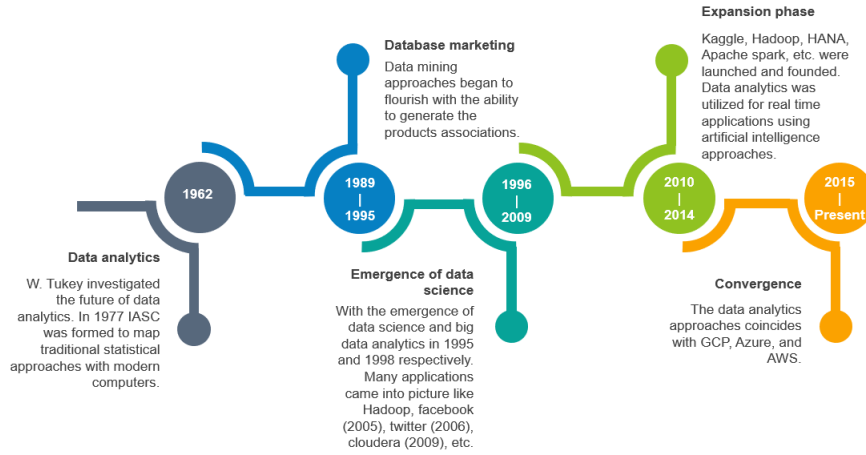 1962
Data analytics
W. Tukey investigated
the future of data
analytics. In 1977 IASC
was formed to map
traditional statistical
approaches with modern
computers.
1989
|
1995
Database marketing
Data mining
approaches began to
flourish with the ability
to generate the
products associations.
1996
|
2009
Emergence of data
science
With the emergence of
data science and big
data analytics in 1995
and 1998 respectively.
Many applications
came into picture like
Hadoop, facebook
(2005), twitter (2006),
cloudera (2009), etc.
2010
|
2014
Expansion phase
Kaggle, Hadoop, HANA,
Apache spark, etc. were
launched and founded.
Data analytics was
utilized for real time
applications using
artificial intelligence
approaches.
2015
|
Present
Convergence
The data analytics
approaches coincides
with GCP, Azure, and
AWS.